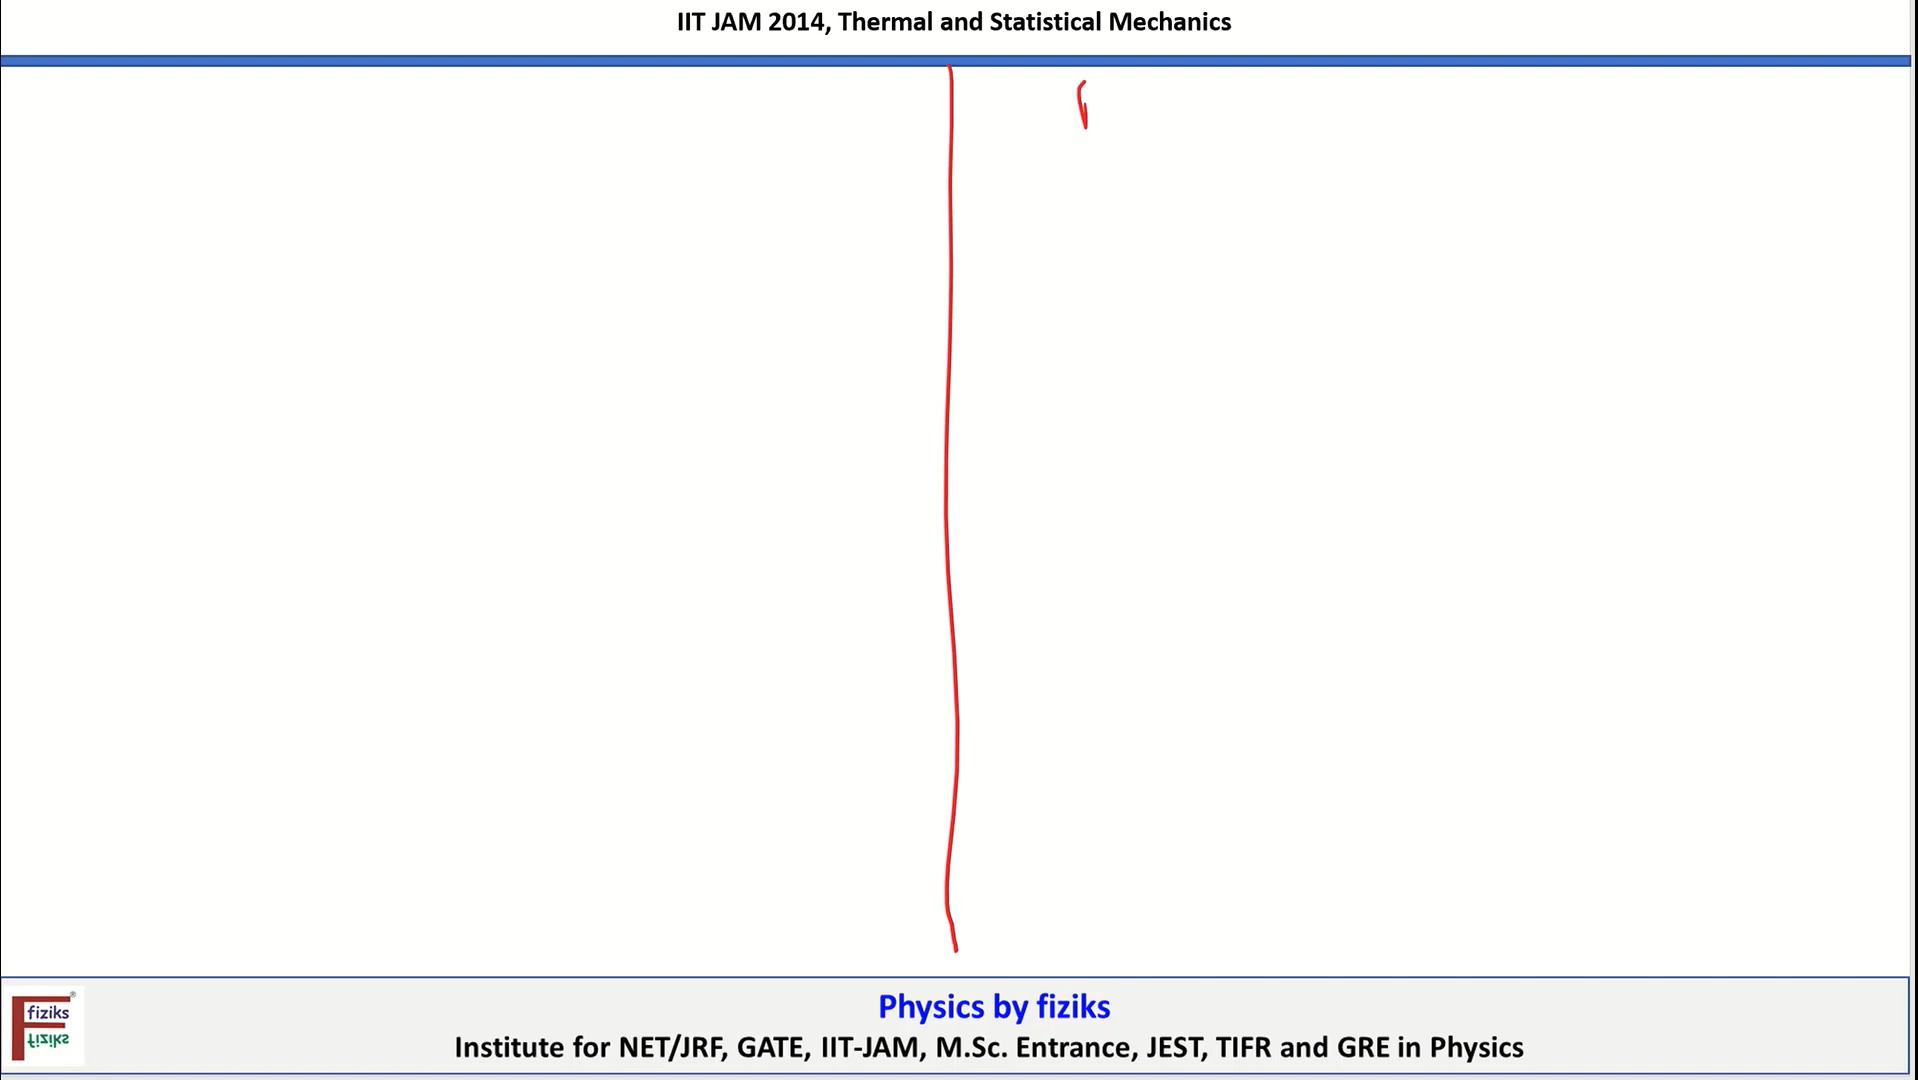 IIT JAM 2014, Thermal and Statistical Mechanics
fiziks
fiziks
Physics by fiziks
Institute for NET/JRF, GATE, IIT-JAM, M.Sc. Entrance, JEST, TIFR and GRE in Physics